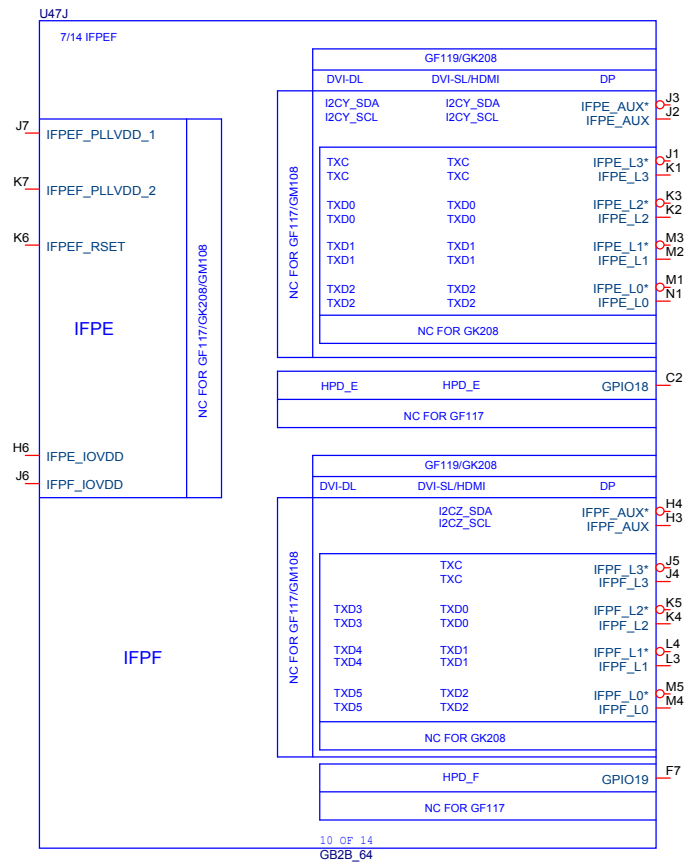 U47J
7/14 IFPEF
GF119/GK208
DVI-DL DVI-SL/HDMI DP
I2CY_SDA I2CY_SDA IFPE_AUX* J3
I2CY_SCL I2CY_SCL IFPE_AUX J2
J7 IFPEF_PLLVDD_1
TXC TXC IFPE_L3* J1
TXC TXC IFPE_L3 K1
K7 IFPEF_PLLVDD_2
TXD0 TXD0 IFPE_L2* K3
TXD0 TXD0 IFPE_L2 K2
K6 IFPEF_RSET
TXD1 TXD1 IFPE_L1* M3
TXD1 TXD1 IFPE_L1 M2
TXD2 TXD2 IFPE_L0* M1
TXD2 TXD2 IFPE_L0 N1
NC FOR GF117/GK208/GM108
NC FOR GF117/GM108
IFPE
NC FOR GK208
HPD_E HPD_E GPIO18 C2
NC FOR GF117
H6 IFPE_IOVDD
J6 IFPF_IOVDD
GF119/GK208
DVI-DL DVI-SL/HDMI DP
I2CZ_SDA IFPF_AUX* H4
I2CZ_SCL IFPF_AUX H3
TXC IFPF_L3* J5
TXC IFPF_L3 J4
TXD3 TXD0 IFPF_L2* K5
TXD3 TXD0 IFPF_L2 K4
TXD4 TXD1 IFPF_L1* L4
TXD4 TXD1 IFPF_L1 L3
TXD5 TXD2 IFPF_L0* M5
TXD5 TXD2 IFPF_L0 M4
NC FOR GF117/GM108
IFPF
NC FOR GK208
HPD_F GPIO19 F7
NC FOR GF117
10 OF 14
GB2B_64